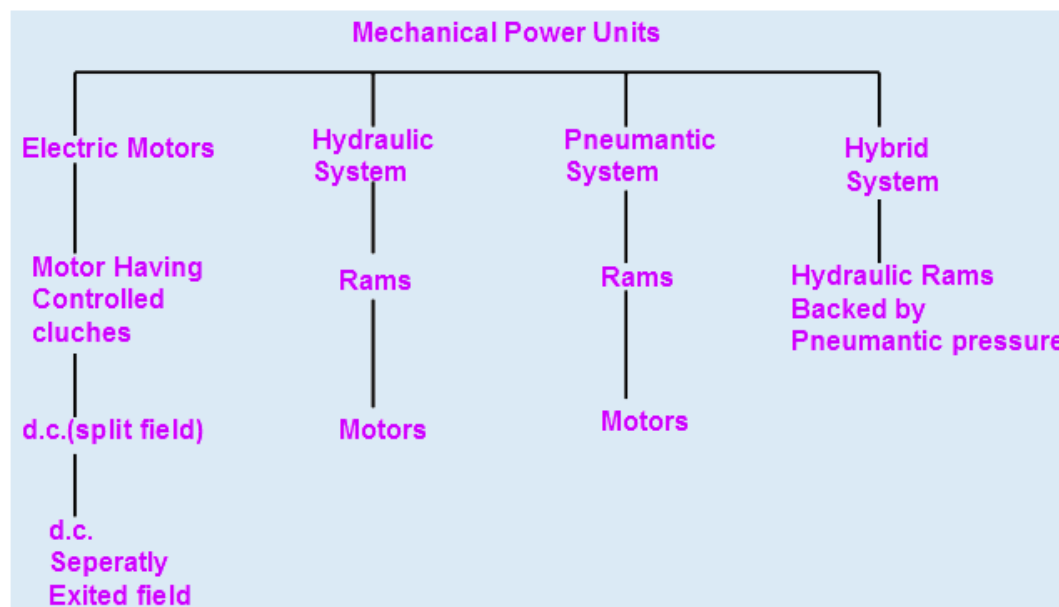 Mechanical Power Units
Electric Motors
Motor Having
Controlled
cluches
d.c.(split field)
d.c.
Seperatly
Exited field
Hydraulic
System
Rams
Motors
Pneumantic
System
Rams
Motors
Hybrid
System
Hydraulic Rams
Backed by
Pneumantic pressure